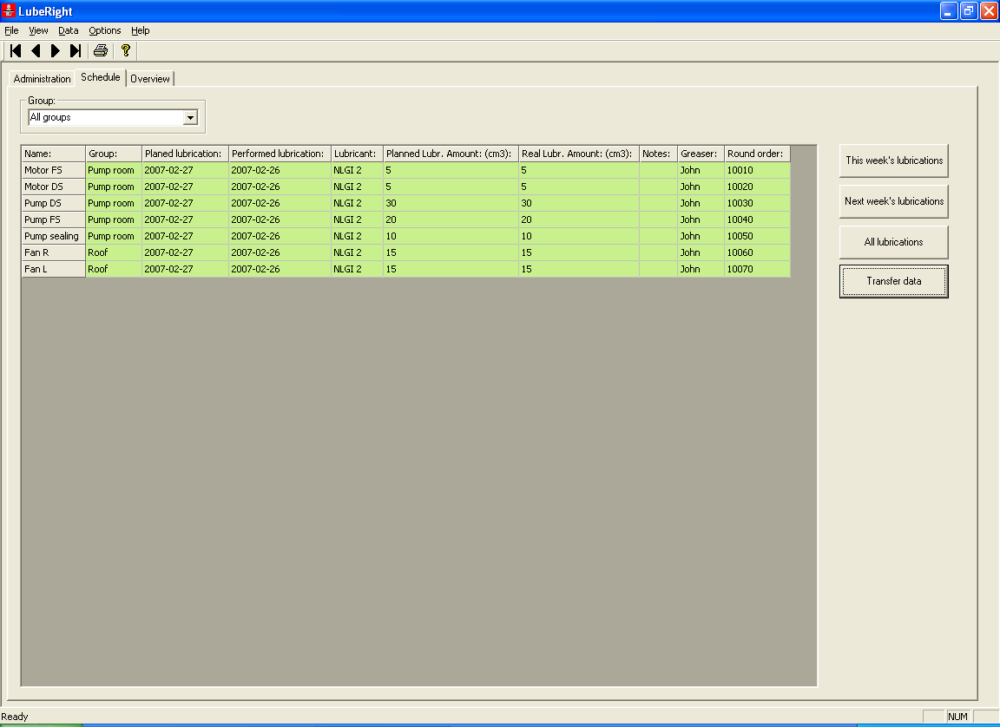 LubeRight
File View Data Options Help
Administration Schedule Overview
Group:
All groups
Name: Group: Planed lubrication: Performed lubrication: Lubricant: Planned Lubr. Amount: (cm3): Real Lubr. Amount: (cm3): Notes: Greaser: Round order:
Motor FS Pump room 2007-02-27 2007-02-26 NLGI 2 5 5 John 10010
Motor DS Pump room 2007-02-27 2007-02-26 NLGI 2 5 5 John 10020
Pump DS Pump room 2007-02-27 2007-02-26 NLGI 2 30 30 John 10030
Pump FS Pump room 2007-02-27 2007-02-26 NLGI 2 20 20 John 10040
Pump sealing Pump room 2007-02-27 2007-02-26 NLGI 2 10 10 John 10050
Fan R Roof 2007-02-27 2007-02-26 NLGI 2 15 15 John 10060
Fan L Roof 2007-02-27 2007-02-26 NLGI 2 15 15 John 10070
This week's lubrications
Next week's lubrications
All lubrications
Transfer data
Ready NUM